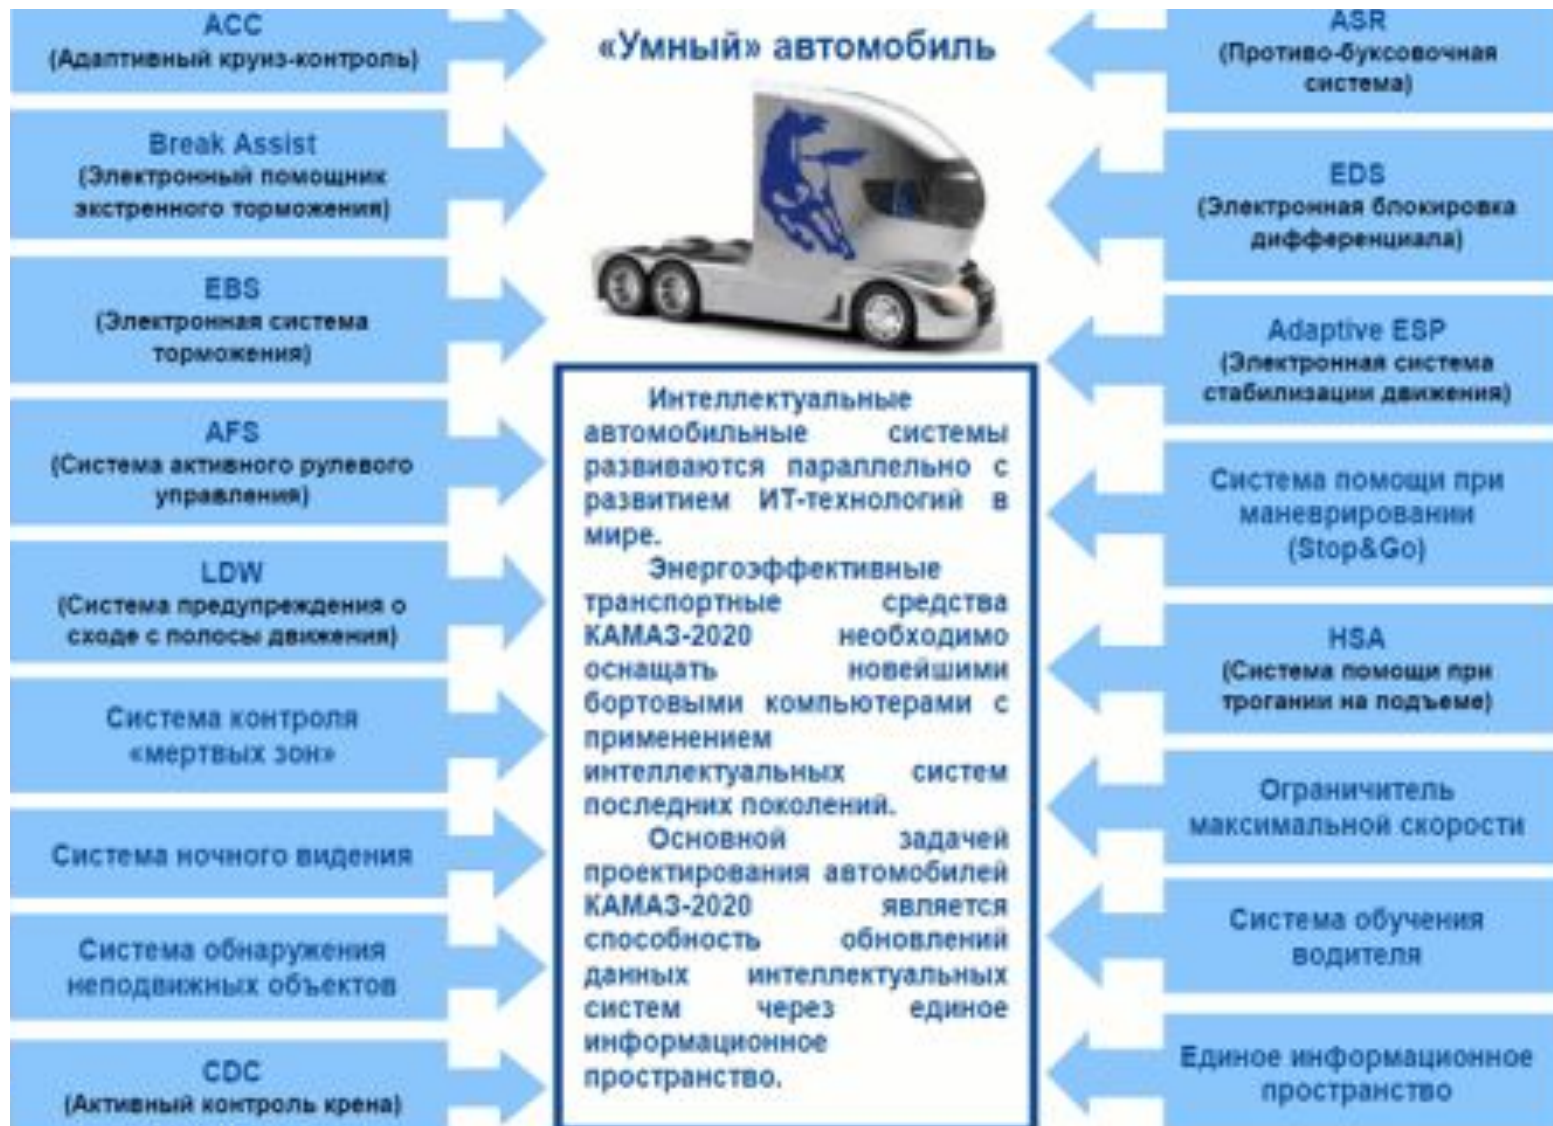 ACC
(Адаптивный круиз-контроль)
Break Assist
(Электронный помощник
экстренного торможения)
EBS
(Электронная система
торможения)
AFS
(Система активного рулевого
управления)
LDW
(Система предупреждения о
сходе с полосы движения)
Система контроля
«мертвых зон»
Система ночного видения
Система обнаружения
неподвижных объектов
CDC
(Активный контроль крена)
«Умный» автомобиль
Интеллектуальные
автомобильные системы
развиваются параллельно с
развитием ИТ-технологий в
мире.
Энергоэффективные
транспортные средства
КАМАЗ-2020 необходимо
оснащать новейшими
бортовыми компьютерами с
применением
интеллектуальных систем
последних поколений.
Основной задачей
проектирования автомобилей
КАМАЗ-2020 является
способность обновлений
данных интеллектуальных
систем через единое
информационное
пространство.
ASR
(Противо-буксовочная
система)
EDS
(Электронная блокировка
дифференциала)
Adaptive ESP
(Электронная система
стабилизации движения)
Система помощи при
маневрировании
(Stop&Go)
HSA
(Система помощи при
трогании на подъеме)
Ограничитель
максимальной скорости
Система обучения
водителя
Единое информационное
пространство